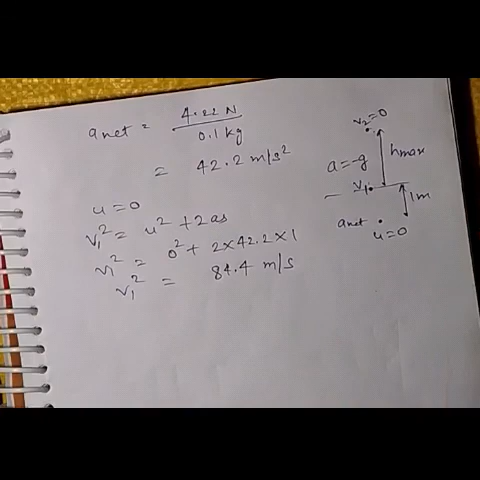 a net = 4.22 N / 0.1 kg
= 42.2 m/s²
u = 0
v₁² = u² + 2as
v₁² = 0² + 2×42.2×1
v₁² = 84.4 m/s
v₂=0
hmax
a=-g
v₁
1m
anet
u=0